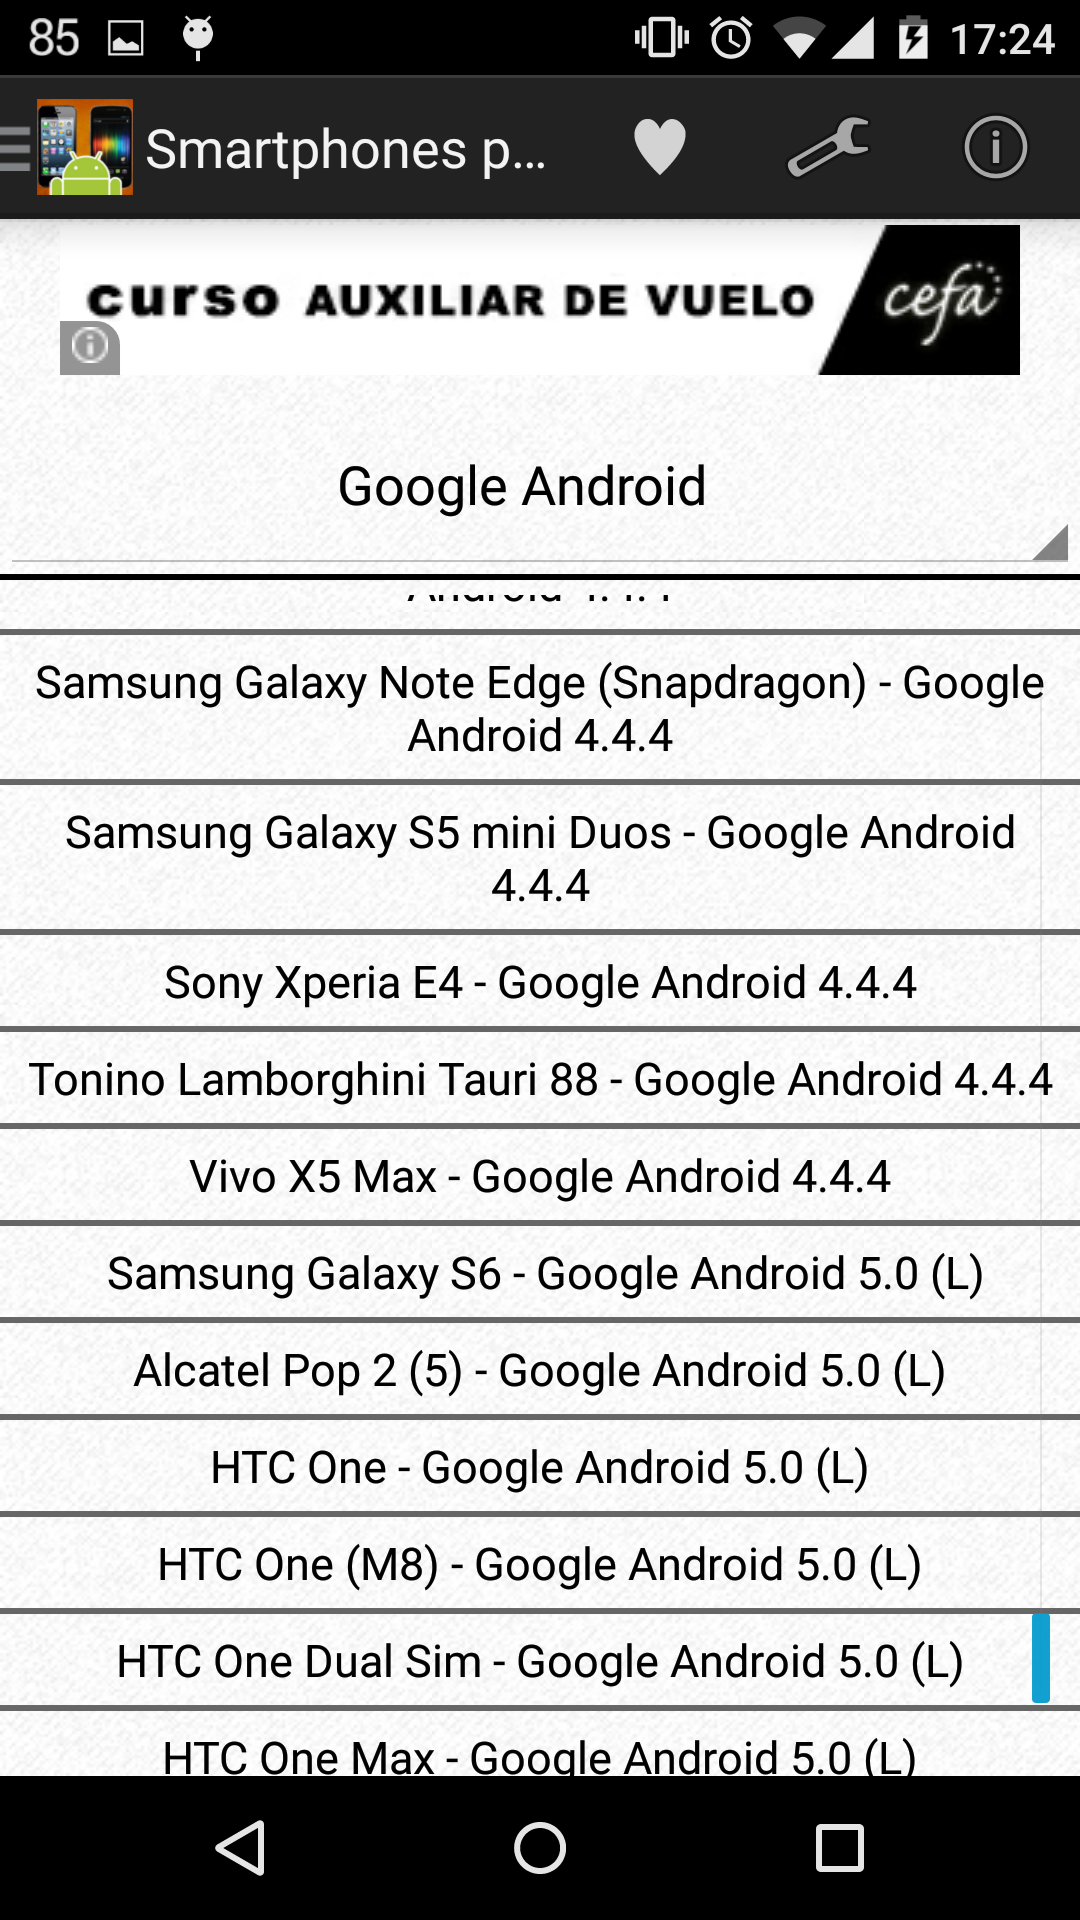 85
17:24
Smartphones p...
curso AUXILIAR DE VUELO
cefa
Google Android
Android 4.4.4
Samsung Galaxy Note Edge (Snapdragon) - Google
Android 4.4.4
Samsung Galaxy S5 mini Duos - Google Android
4.4.4
Sony Xperia E4 - Google Android 4.4.4
Tonino Lamborghini Tauri 88 - Google Android 4.4.4
Vivo X5 Max - Google Android 4.4.4
Samsung Galaxy S6 - Google Android 5.0 (L)
Alcatel Pop 2 (5) - Google Android 5.0 (L)
HTC One - Google Android 5.0 (L)
HTC One (M8) - Google Android 5.0 (L)
HTC One Dual Sim - Google Android 5.0 (L)
HTC One Max - Google Android 5.0 (L)